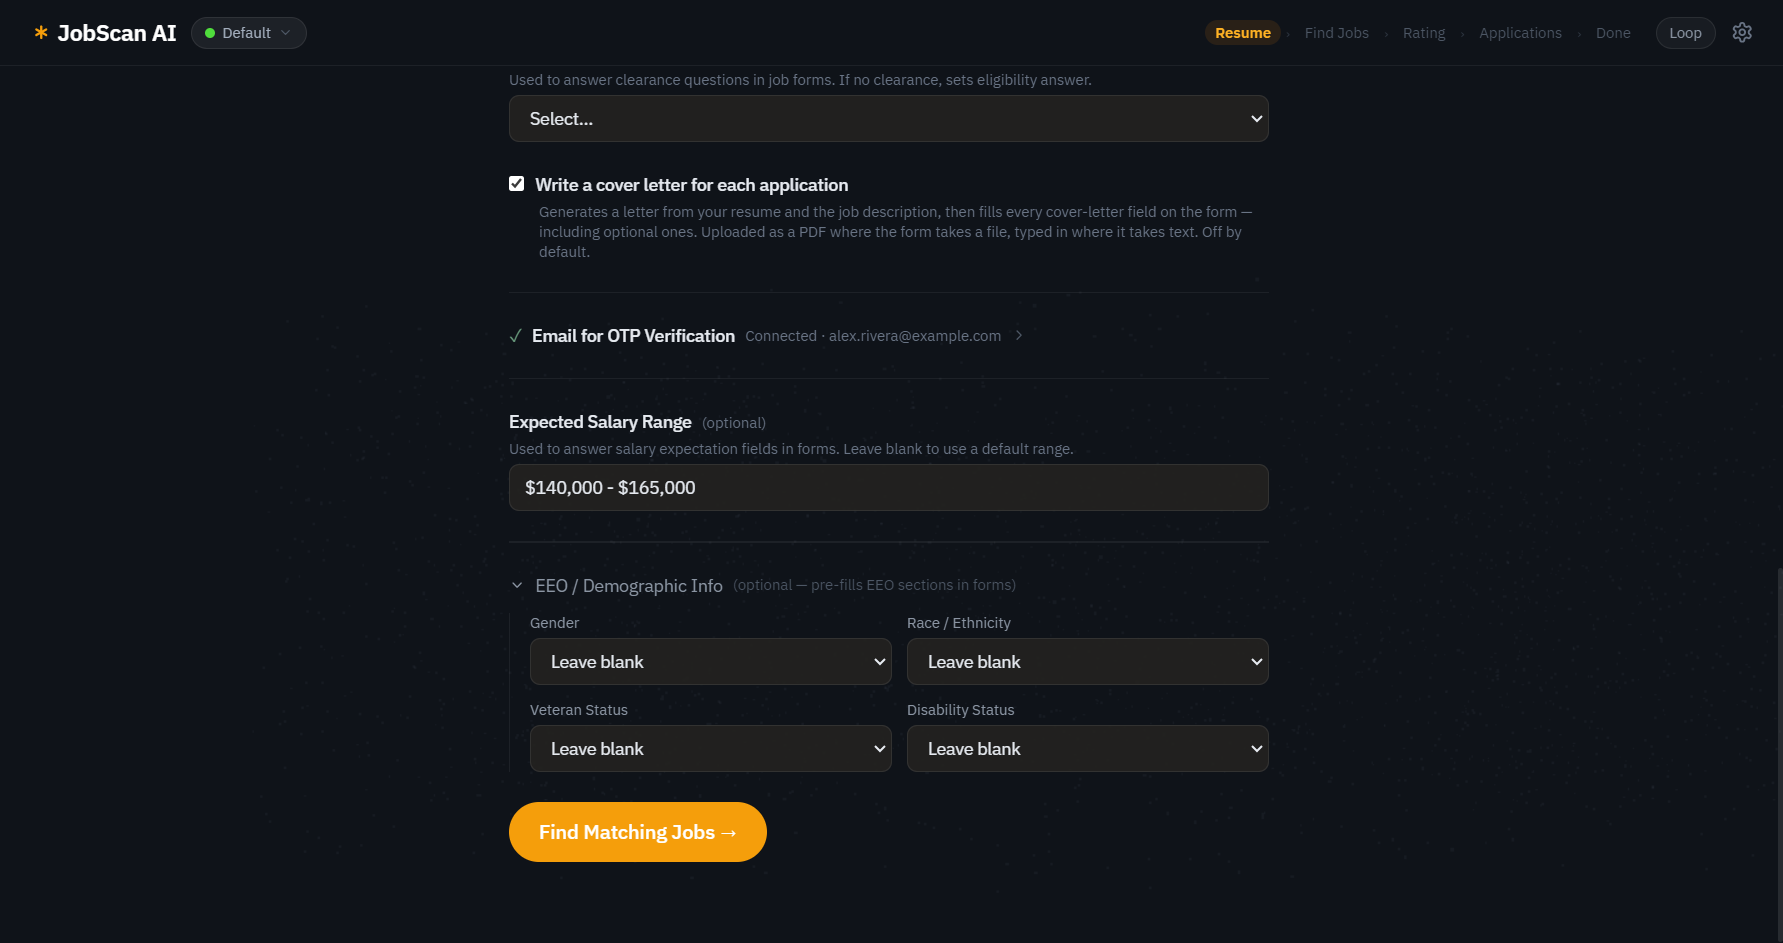 JobScan AI
Default
Resume › Find Jobs › Rating › Applications › Done
Loop
Used to answer clearance questions in job forms. If no clearance, sets eligibility answer.
Select...
Write a cover letter for each application
Generates a letter from your resume and the job description, then fills every cover-letter field on the form —
including optional ones. Uploaded as a PDF where the form takes a file, typed in where it takes text. Off by
default.
Email for OTP Verification Connected · alex.rivera@example.com
Expected Salary Range (optional)
Used to answer salary expectation fields in forms. Leave blank to use a default range.
$140,000 - $165,000
EEO / Demographic Info (optional — pre-fills EEO sections in forms)
Gender
Race / Ethnicity
Leave blank
Leave blank
Veteran Status
Disability Status
Leave blank
Leave blank
Find Matching Jobs →